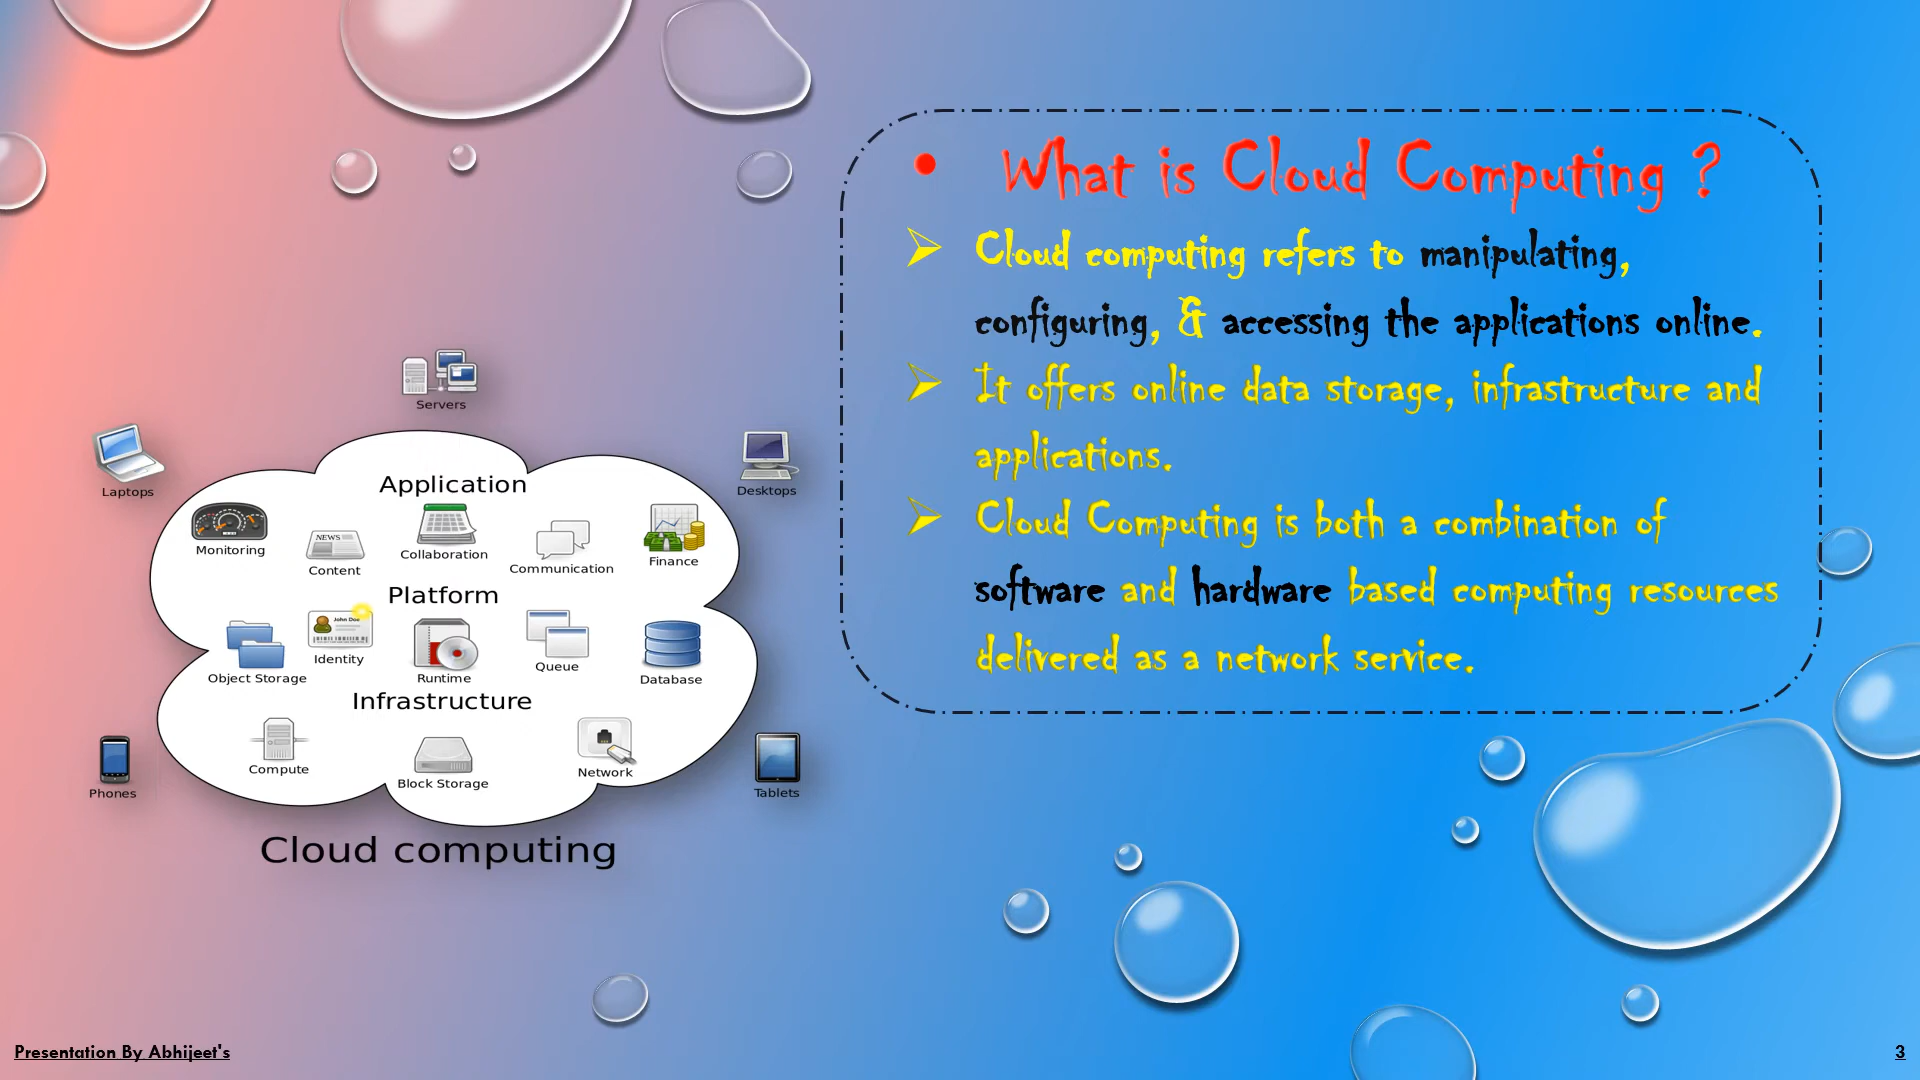 • What is Cloud Computing ?
➢ Cloud computing refers to manipulating,
configuring, & accessing the applications online.
➢ It offers online data storage, infrastructure and
applications.
➢ Cloud Computing is both a combination of
software and hardware based computing resources
delivered as a network service.
Servers
Laptops
Desktops
Application
Monitoring
NEWS
Content
Collaboration
Communication
Finance
Platform
Object Storage
John Doe
Identity
Runtime
Queue
Database
Infrastructure
Compute
Block Storage
Network
Phones
Tablets
Cloud computing
Presentation By Abhijeet's
3